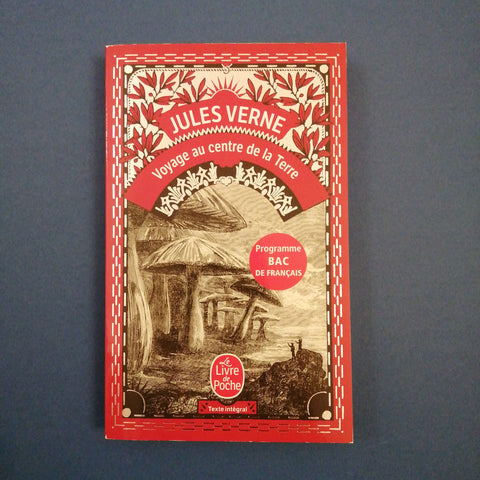 JULES VERNE
Voyage au centre de la Terre
Programme
BAC
DE FRANÇAIS
Le
Livre
de
Poche
Texte intégral